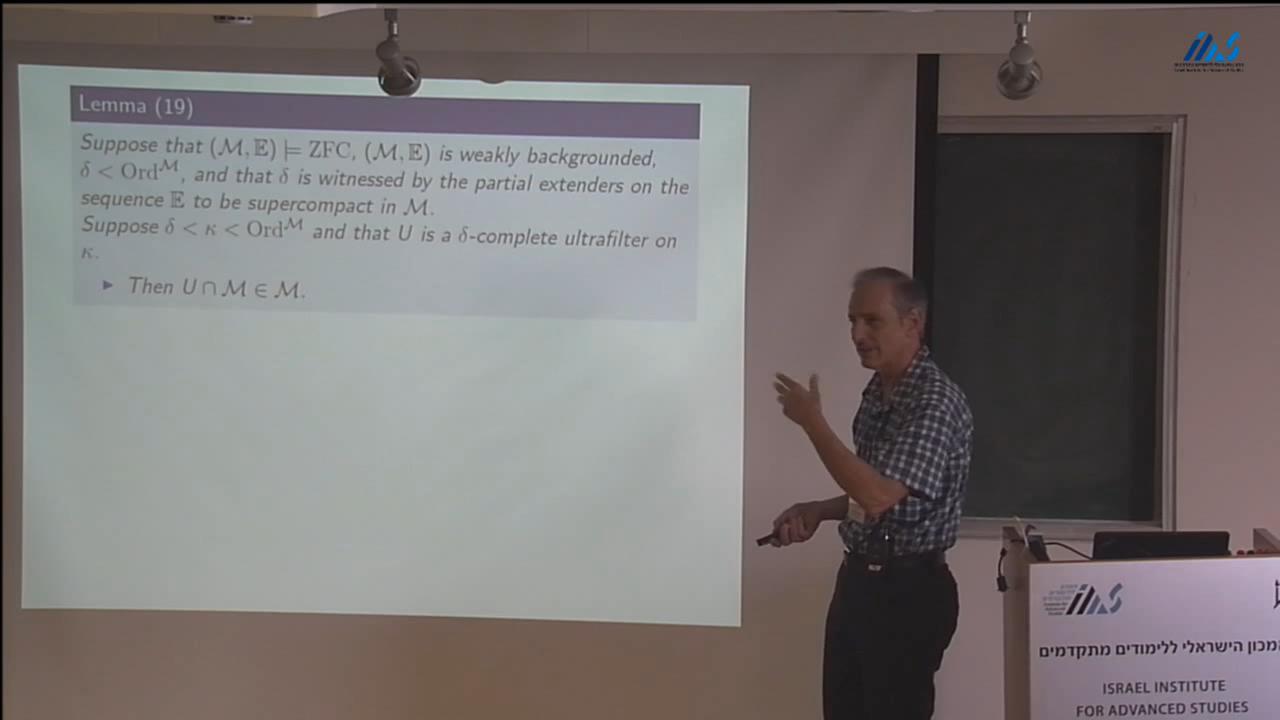 Lemma (19)
Suppose that (ℳ, 𝔼) ⊨ ZFC, (ℳ, 𝔼) is weakly backgrounded,
δ < Ord^ℳ, and that δ is witnessed by the partial extenders on the
sequence 𝔼 to be supercompact in ℳ.
Suppose δ < κ < Ord^ℳ and that U is a δ-complete ultrafilter on
κ.
► Then U ∩ ℳ ∈ ℳ.
IIAS
IIAS
המכון הישראלי ללימודים מתקדמים
ISRAEL INSTITUTE
FOR ADVANCED STUDIES